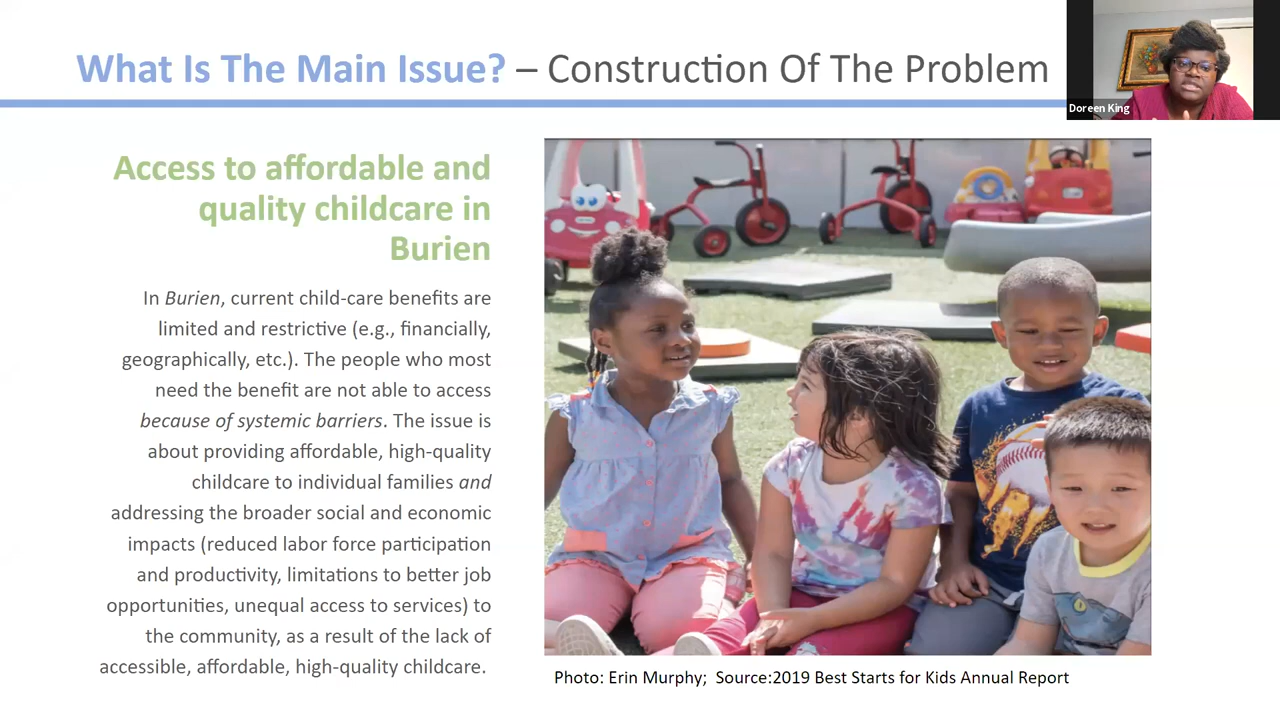 What Is The Main Issue? – Construction Of The Problem
Doreen King
Access to affordable and
quality childcare in
Burien
In Burien, current child-care benefits are
limited and restrictive (e.g., financially,
geographically, etc.). The people who most
need the benefit are not able to access
because of systemic barriers. The issue is
about providing affordable, high-quality
childcare to individual families and
addressing the broader social and economic
impacts (reduced labor force participation
and productivity, limitations to better job
opportunities, unequal access to services) to
the community, as a result of the lack of
accessible, affordable, high-quality childcare.
Photo: Erin Murphy; Source:2019 Best Starts for Kids Annual Report